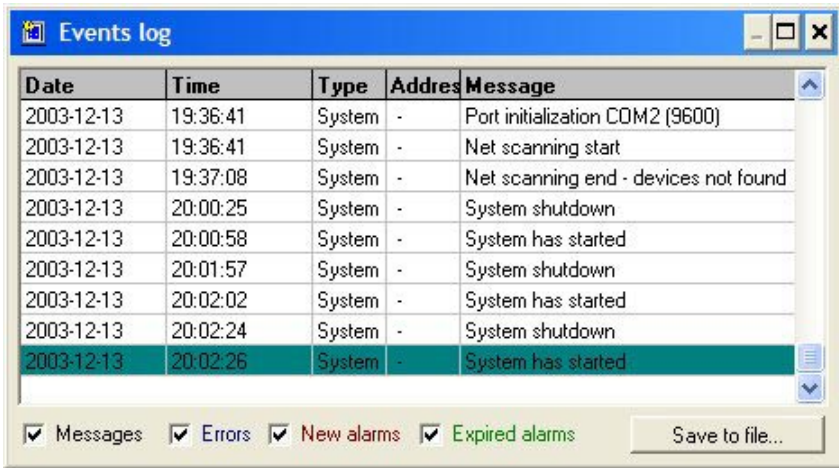 Events log
Date Time Type Addres Message
2003-12-13 19:36:41 System - Port initialization COM2 (9600)
2003-12-13 19:36:41 System - Net scanning start
2003-12-13 19:37:08 System - Net scanning end - devices not found
2003-12-13 20:00:25 System - System shutdown
2003-12-13 20:00:58 System - System has started
2003-12-13 20:01:57 System - System shutdown
2003-12-13 20:02:02 System - System has started
2003-12-13 20:02:24 System - System shutdown
2003-12-13 20:02:26 System - System has started
Messages Errors New alarms Expired alarms Save to file...